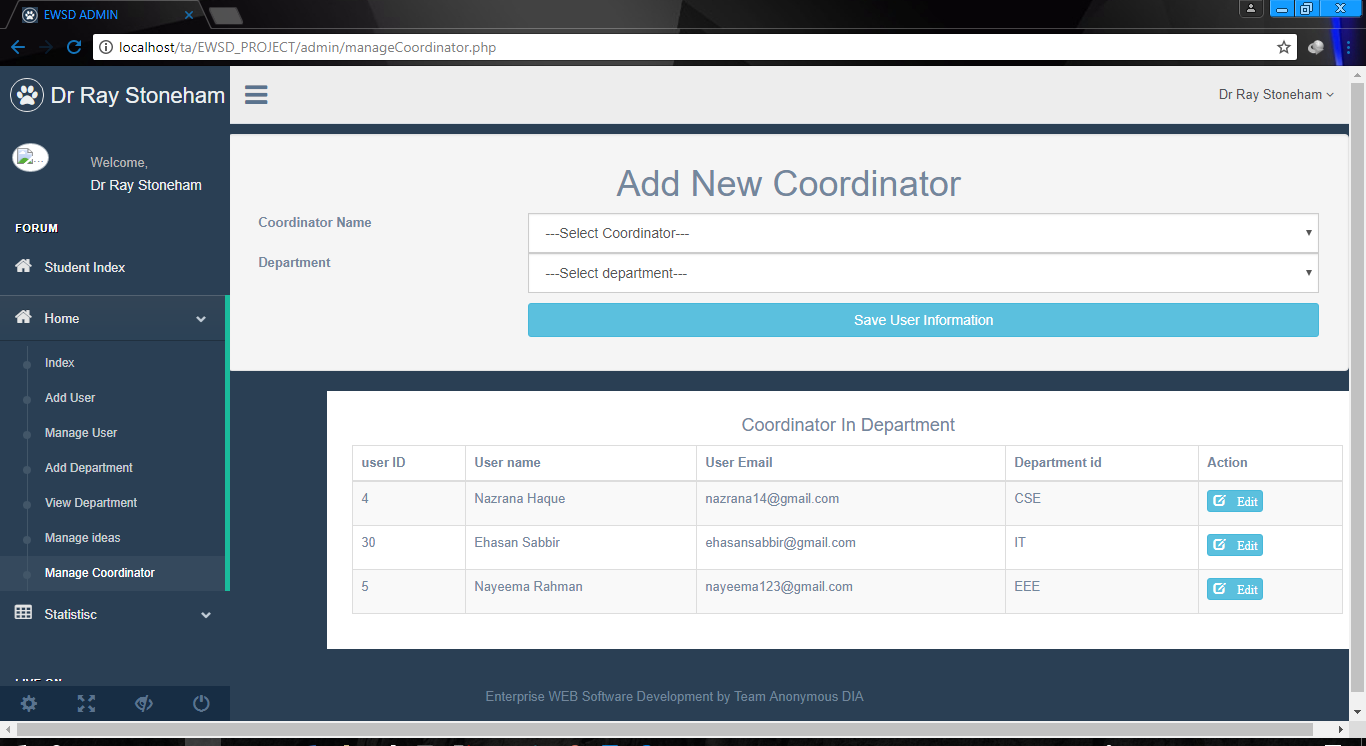 EWSD ADMIN
localhost/ta/EWSD_PROJECT/admin/manageCoordinator.php
Dr Ray Stoneham
Dr Ray Stoneham
Welcome,
Dr Ray Stoneham
FORUM
Student Index
Home
Index
Add User
Manage User
Add Department
View Department
Manage ideas
Manage Coordinator
Statistisc
Add New Coordinator
Coordinator Name
---Select Coordinator---
Department
---Select department---
Save User Information
Coordinator In Department
user ID User name User Email Department id Action
4 Nazrana Haque nazrana14@gmail.com CSE Edit
30 Ehasan Sabbir ehasansabbir@gmail.com IT Edit
5 Nayeema Rahman nayeema123@gmail.com EEE Edit
Enterprise WEB Software Development by Team Anonymous DIA